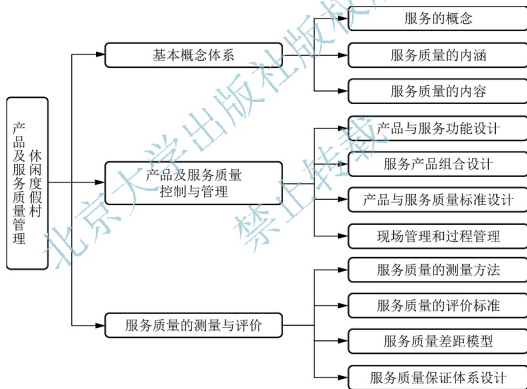 休闲度假村
产品及服务质量管理
基本概念体系
服务的概念
服务质量的内涵
服务质量的内容
产品及服务质量
控制与管理
产品与服务功能设计
服务产品组合设计
产品与服务质量标准设计
现场管理和过程管理
服务质量的测量与评价
服务质量的测量方法
服务质量的评价标准
服务质量差距模型
服务质量保证体系设计
北京大学出版社版权所
禁止转载